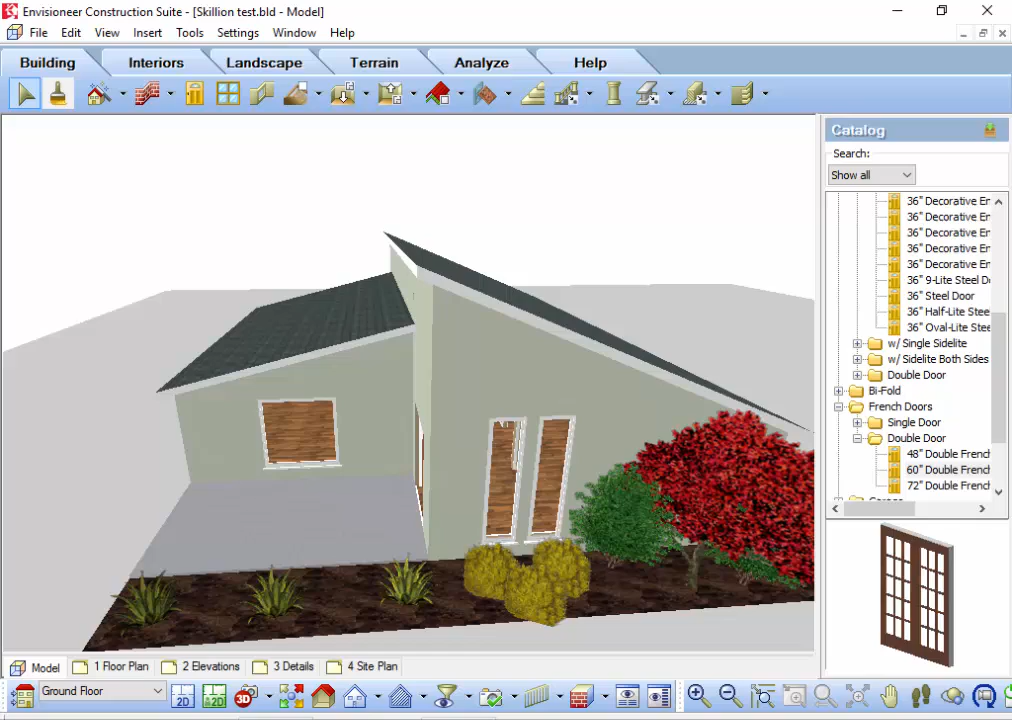 Envisioneer Construction Suite - [Skillion test.bld - Model]
File Edit View Insert Tools Settings Window Help
Building Interiors Landscape Terrain Analyze Help
Catalog
Search:
Show all
36" Decorative En
36" Decorative En
36" Decorative En
36" Decorative En
36" Decorative En
36" 9-Lite Steel D
36" Steel Door
36" Half-Lite Stee
36" Oval-Lite Stee
w/ Single Sidelite
w/ Sidelite Both Sides
Double Door
Bi-Fold
French Doors
Single Door
Double Door
48" Double French
60" Double French
72" Double French
Model 1 Floor Plan 2 Elevations 3 Details 4 Site Plan
Ground Floor 2D 2D 3D